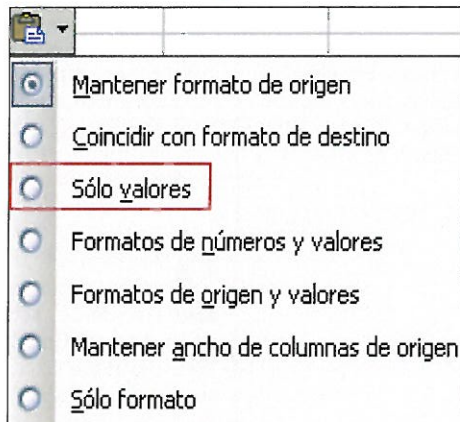 Mantener formato de origen
Coincidir con formato de destino
Sólo valores
Formatos de números y valores
Formatos de origen y valores
Mantener ancho de columnas de origen
Sólo formato